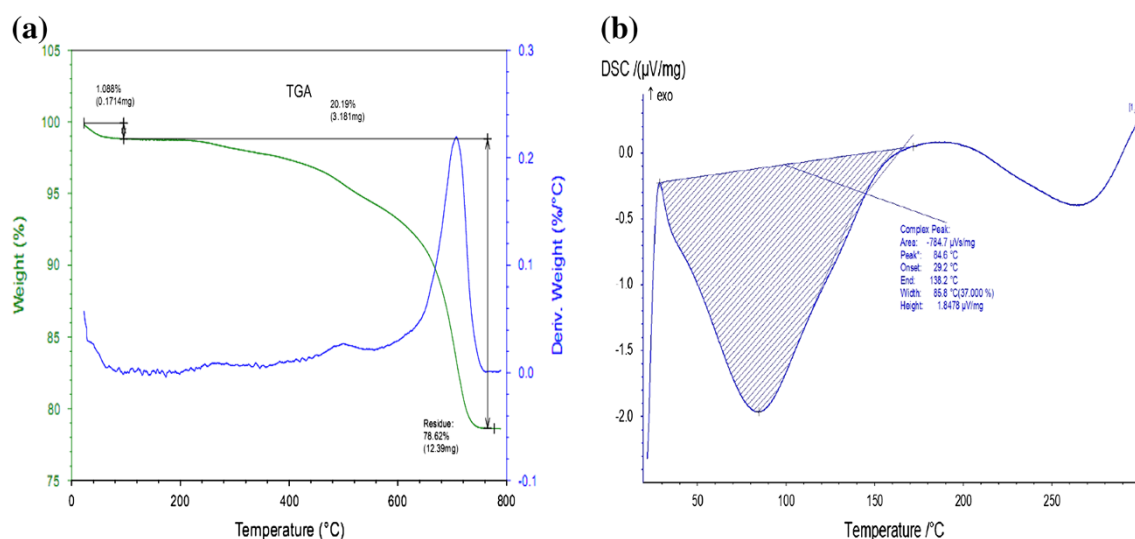 (a)
105
100
95
90
85
80
75
Weight (%)
0
200
400
600
800
Temperature (°C)
0.3
0.2
0.1
0.0
-0.1
Deriv. Weight (%/°C)
TGA
1.088%
(0.1714mg)
20.19%
(3.181mg)
Residue:
78.62%
(12.39mg)
(b)
DSC /(µV/mg)
↑ exo
0.0
-0.5
-1.0
-1.5
-2.0
50
100
150
200
250
Temperature /°C
Complex Peak:
Area: -784.7 µVs/mg
Peak*: 84.6 °C
Onset: 29.2 °C
End: 138.2 °C
Width: 85.8 °C(37.000 %)
Height: 1.8478 µV/mg